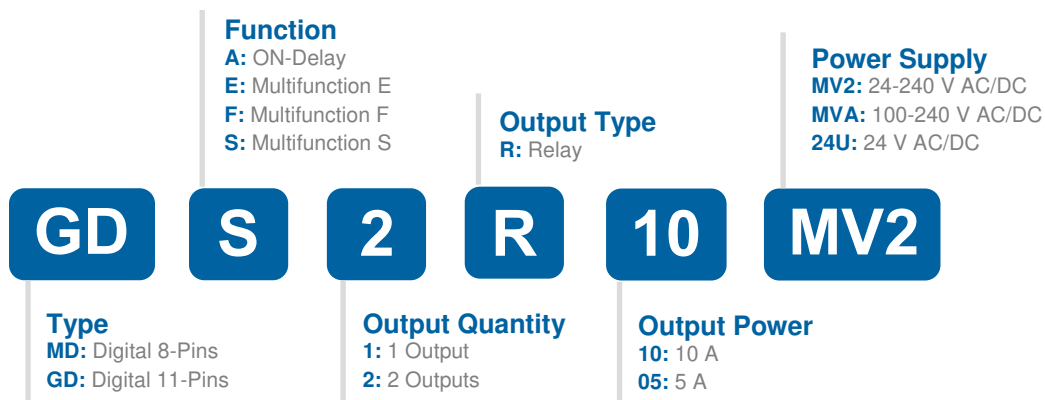 Function
A: ON-Delay
E: Multifunction E
F: Multifunction F
S: Multifunction S
Output Type
R: Relay
Power Supply
MV2: 24-240 V AC/DC
MVA: 100-240 V AC/DC
24U: 24 V AC/DC
GD S 2 R 10 MV2
Type
MD: Digital 8-Pins
GD: Digital 11-Pins
Output Quantity
1: 1 Output
2: 2 Outputs
Output Power
10: 10 A
05: 5 A